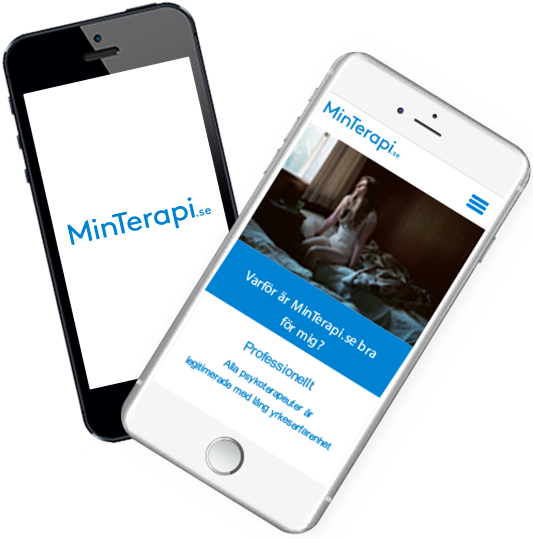 MinTerapi.se
MinTerapi.se
Varför är MinTerapi.se bra
för mig?
Professionellt
Alla psykoterapeuter är
legitimerade med lång yrkeserfarenhet